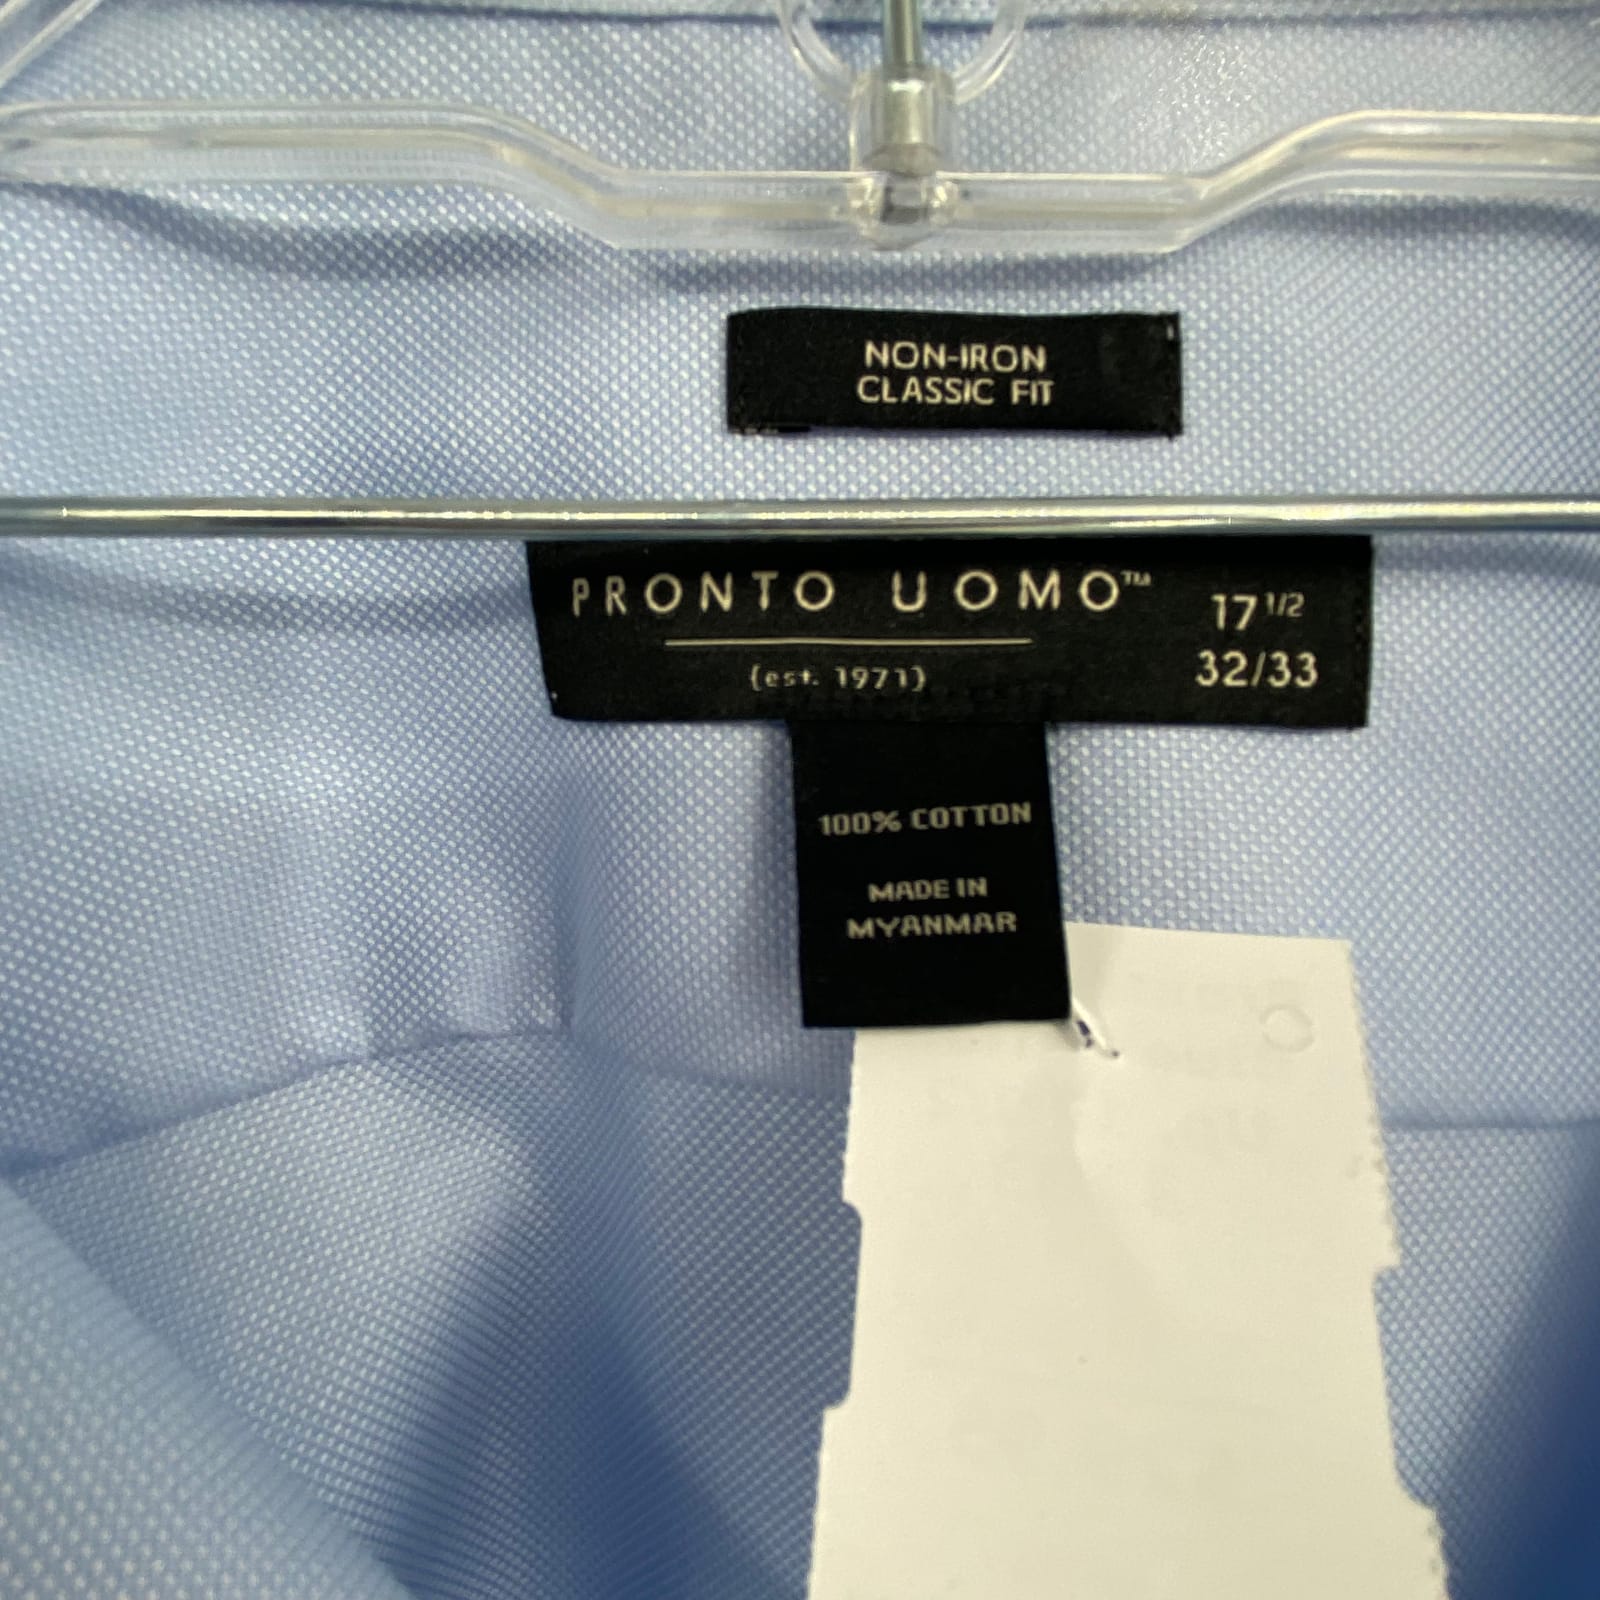 NON-IRON
CLASSIC FIT
PRONTO UOMO™
(est. 1971)
17 1/2
32/33
100% COTTON
MADE IN
MYANMAR